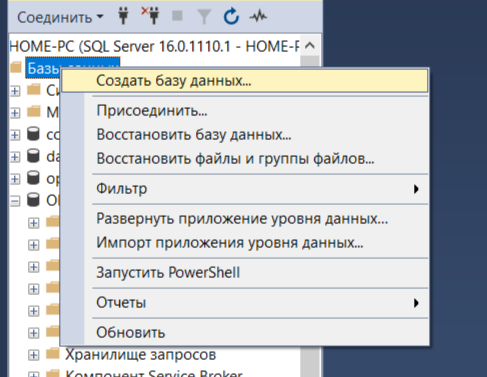 Соединить
HOME-PC (SQL Server 16.0.1110.1 - HOME-P
Базы данных
Создать базу данных...
Присоединить...
Восстановить базу данных...
Восстановить файлы и группы файлов...
Фильтр
Развернуть приложение уровня данных...
Импорт приложения уровня данных...
Запустить PowerShell
Отчеты
Обновить
Хранилище запросов
Компонент Service Broker